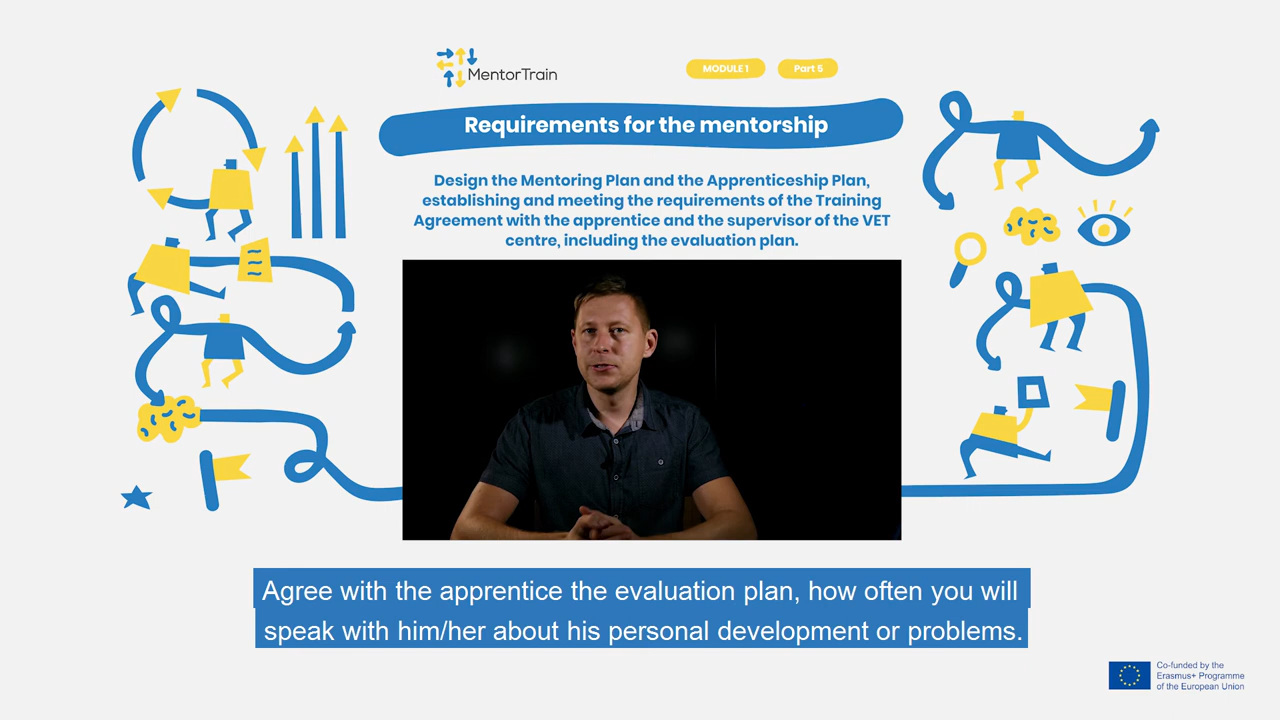 MentorTrain
MODULE 1
Part 5
Requirements for the mentorship
Design the Mentoring Plan and the Apprenticeship Plan,
establishing and meeting the requirements of the Training
Agreement with the apprentice and the supervisor of the VET
centre, including the evaluation plan.
Agree with the apprentice the evaluation plan, how often you will
speak with him/her about his personal development or problems.
Co-funded by the
Erasmus+ Programme
of the European Union